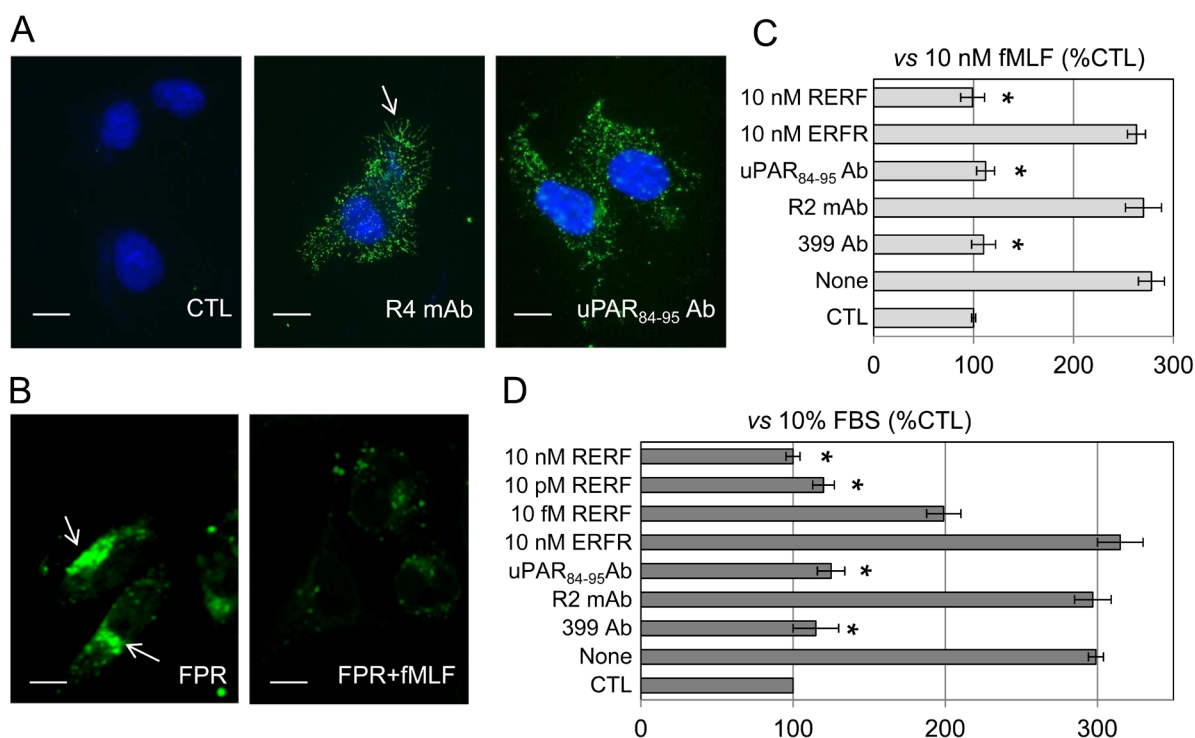 A
CTL
R4 mAb
uPAR84-95 Ab
B
FPR
FPR+fMLF
C
vs 10 nM fMLF (%CTL)
10 nM RERF
*
10 nM ERFR
uPAR84-95 Ab
*
R2 mAb
399 Ab
*
None
CTL
0 100 200 300
D
vs 10% FBS (%CTL)
10 nM RERF
*
10 pM RERF
*
10 fM RERF
10 nM ERFR
uPAR84-95Ab
*
R2 mAb
399 Ab
*
None
CTL
0 100 200 300